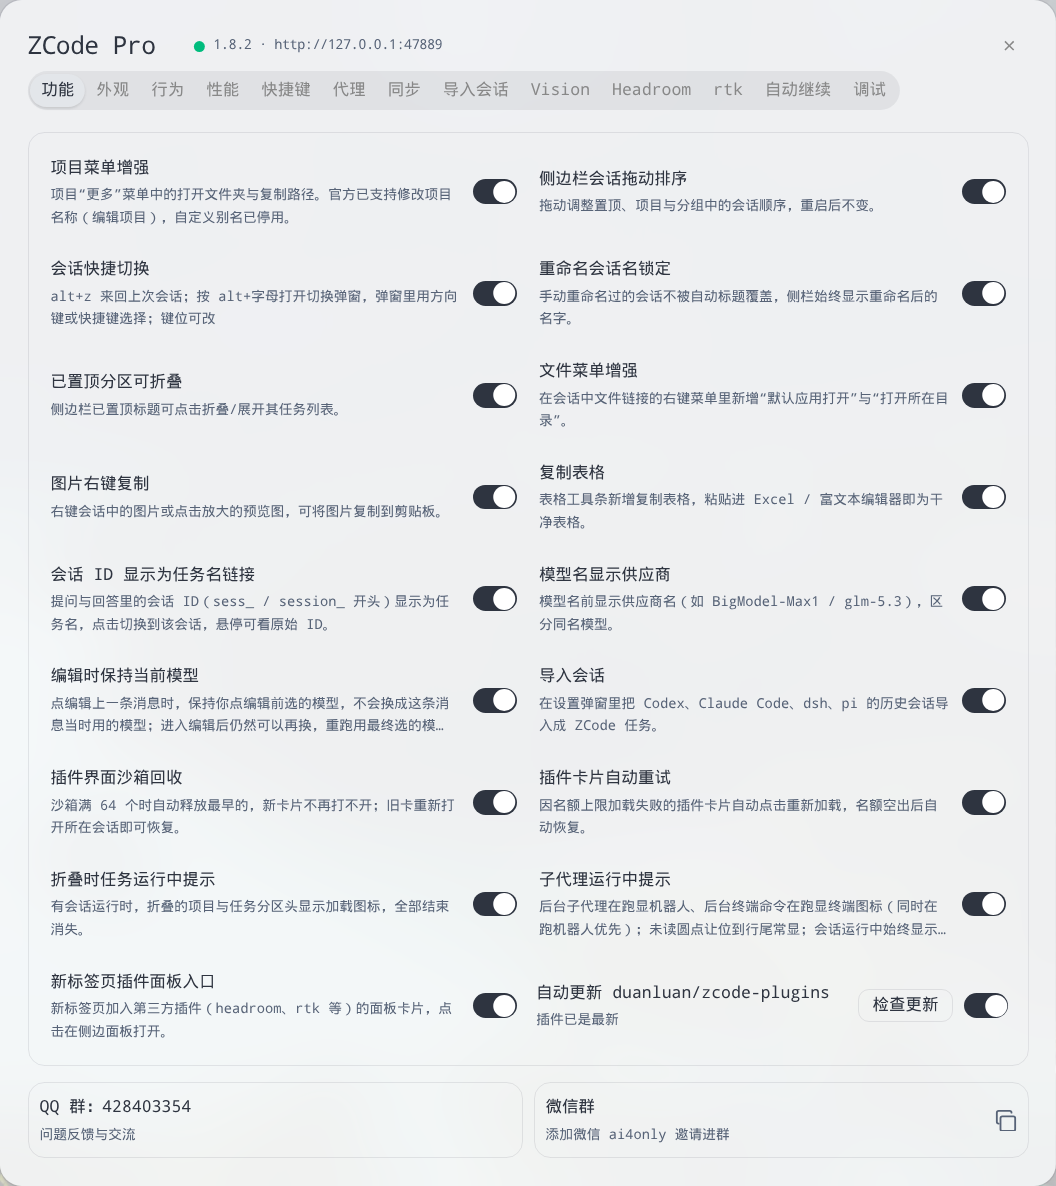 ZCode Pro
1.8.2 · http://127.0.0.1:47889
×
功能 外观 行为 性能 快捷键 代理 同步 导入会话 Vision Headroom rtk 自动继续 调试
项目菜单增强
项目“更多”菜单中的打开文件夹与复制路径。官方已支持修改项目
名称（编辑项目），自定义别名已停用。
侧边栏会话拖动排序
拖动调整置顶、项目与分组中的会话顺序，重启后不变。
会话快捷切换
alt+z 来回上次会话；按 alt+字母打开切换弹窗，弹窗里用方向
键或快捷键选择；键位可改
重命名会话名锁定
手动重命名过的会话不被自动标题覆盖，侧栏始终显示重命名后的
名字。
已置顶分区可折叠
侧边栏已置顶标题可点击折叠/展开其任务列表。
文件菜单增强
在会话中文件链接的右键菜单里新增“默认应用打开”与“打开所在目
录”。
图片右键复制
右键会话中的图片或点击放大的预览图，可将图片复制到剪贴板。
复制表格
表格工具条新增复制表格，粘贴进 Excel / 富文本编辑器即为干
净表格。
会话 ID 显示为任务名链接
提问与回答里的会话 ID（sess_ / session_ 开头）显示为任
务名，点击切换到该会话，悬停可看原始 ID。
模型名显示供应商
模型名前显示供应商名（如 BigModel-Max1 / glm-5.3），区
分同名模型。
编辑时保持当前模型
点编辑上一条消息时，保持你点编辑前选的模型，不会换成这条消
息当时用的模型；进入编辑后仍然可以再换，重跑用最终选的模…
导入会话
在设置弹窗里把 Codex、Claude Code、dsh、pi 的历史会话导
入成 ZCode 任务。
插件界面沙箱回收
沙箱满 64 个时自动释放最早的，新卡片不再打不开；旧卡重新打
开所在会话即可恢复。
插件卡片自动重试
因名额上限加载失败的插件卡片自动点击重新加载，名额空出后自
动恢复。
折叠时任务运行中提示
有会话运行时，折叠的项目与任务分区头显示加载图标，全部结束
消失。
子代理运行中提示
后台子代理在跑显机器人、后台终端命令在跑显终端图标（同时在
跑机器人优先）；未读圆点让位到行尾常显；会话运行中始终显示…
新标签页插件面板入口
新标签页加入第三方插件（headroom、rtk 等）的面板卡片，点
击在侧边面板打开。
自动更新 duanluan/zcode-plugins
插件已是最新
检查更新
QQ 群: 428403354
问题反馈与交流
微信群
添加微信 ai4only 邀请进群